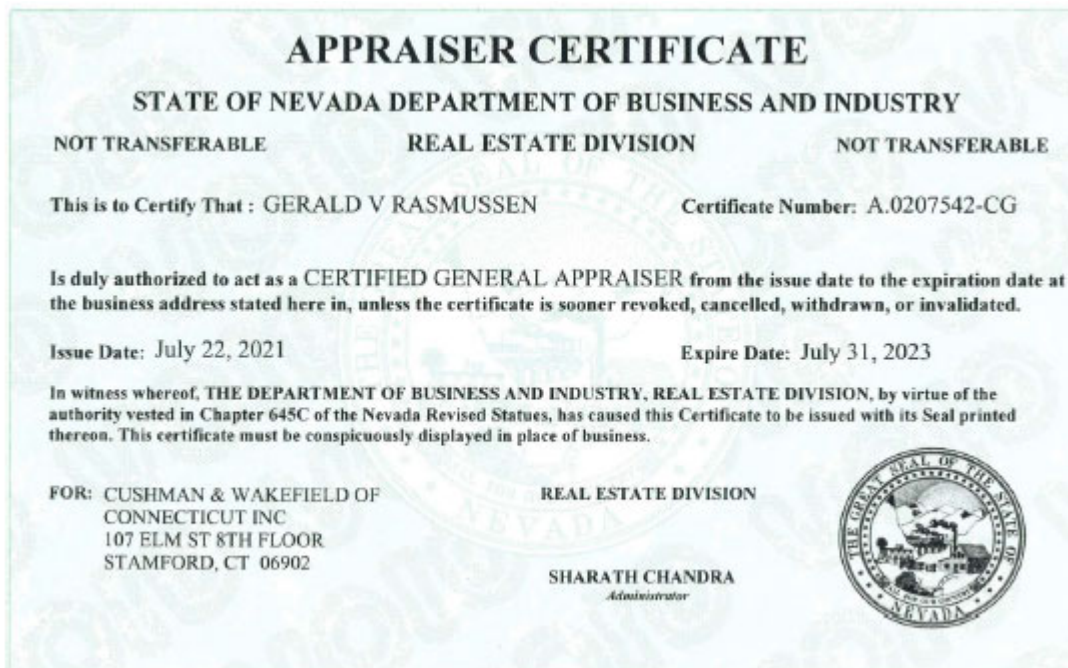 APPRAISER CERTIFICATE
STATE OF NEVADA DEPARTMENT OF BUSINESS AND INDUSTRY
NOT TRANSFERABLE REAL ESTATE DIVISION NOT TRANSFERABLE
This is to Certify That : GERALD V RASMUSSEN Certificate Number: A.0207542-CG
Is duly authorized to act as a CERTIFIED GENERAL APPRAISER from the issue date to the expiration date at
the business address stated here in, unless the certificate is sooner revoked, cancelled, withdrawn, or invalidated.
Issue Date: July 22, 2021 Expire Date: July 31, 2023
In witness whereof, THE DEPARTMENT OF BUSINESS AND INDUSTRY, REAL ESTATE DIVISION, by virtue of the
authority vested in Chapter 645C of the Nevada Revised Statues, has caused this Certificate to be issued with its Seal printed
thereon. This certificate must be conspicuously displayed in place of business.
FOR: CUSHMAN & WAKEFIELD OF
CONNECTICUT INC
107 ELM ST 8TH FLOOR
STAMFORD, CT 06902
REAL ESTATE DIVISION
SHARATH CHANDRA
Administrator
THE GREAT SEAL OF THE STATE OF
NEVADA